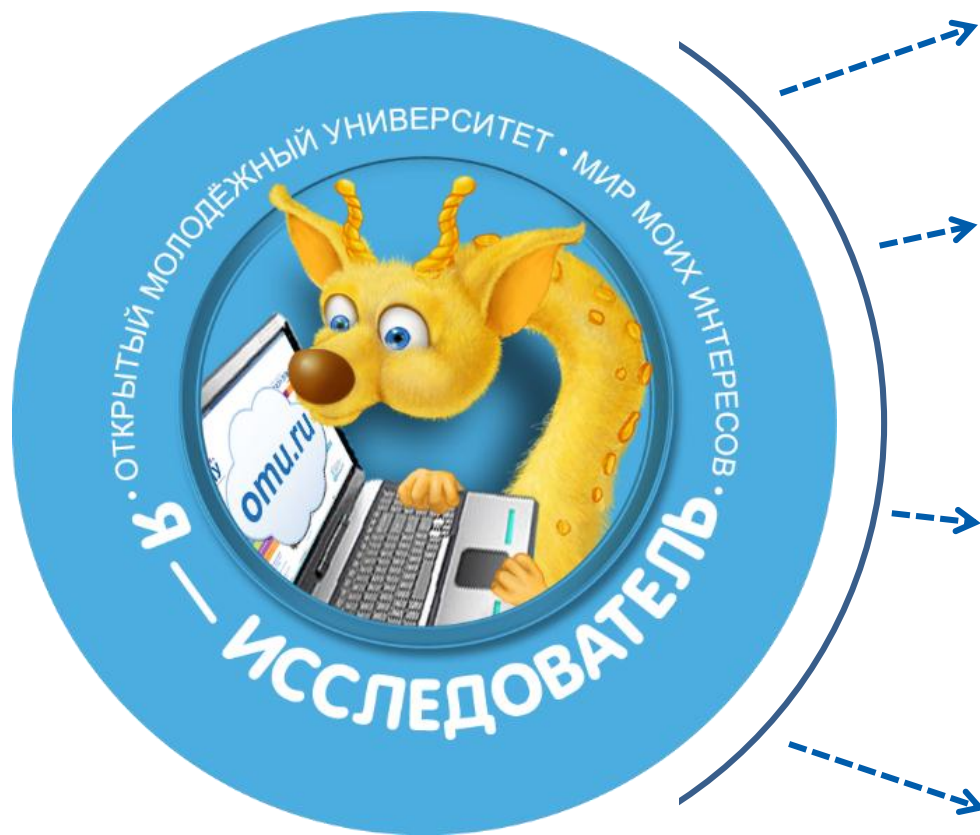 • ОТКРЫТЫЙ МОЛОДЁЖНЫЙ УНИВЕРСИТЕТ • МИР МОИХ ИНТЕРЕСОВ •
omu.ru
Я — ИССЛЕДОВАТЕЛЬ